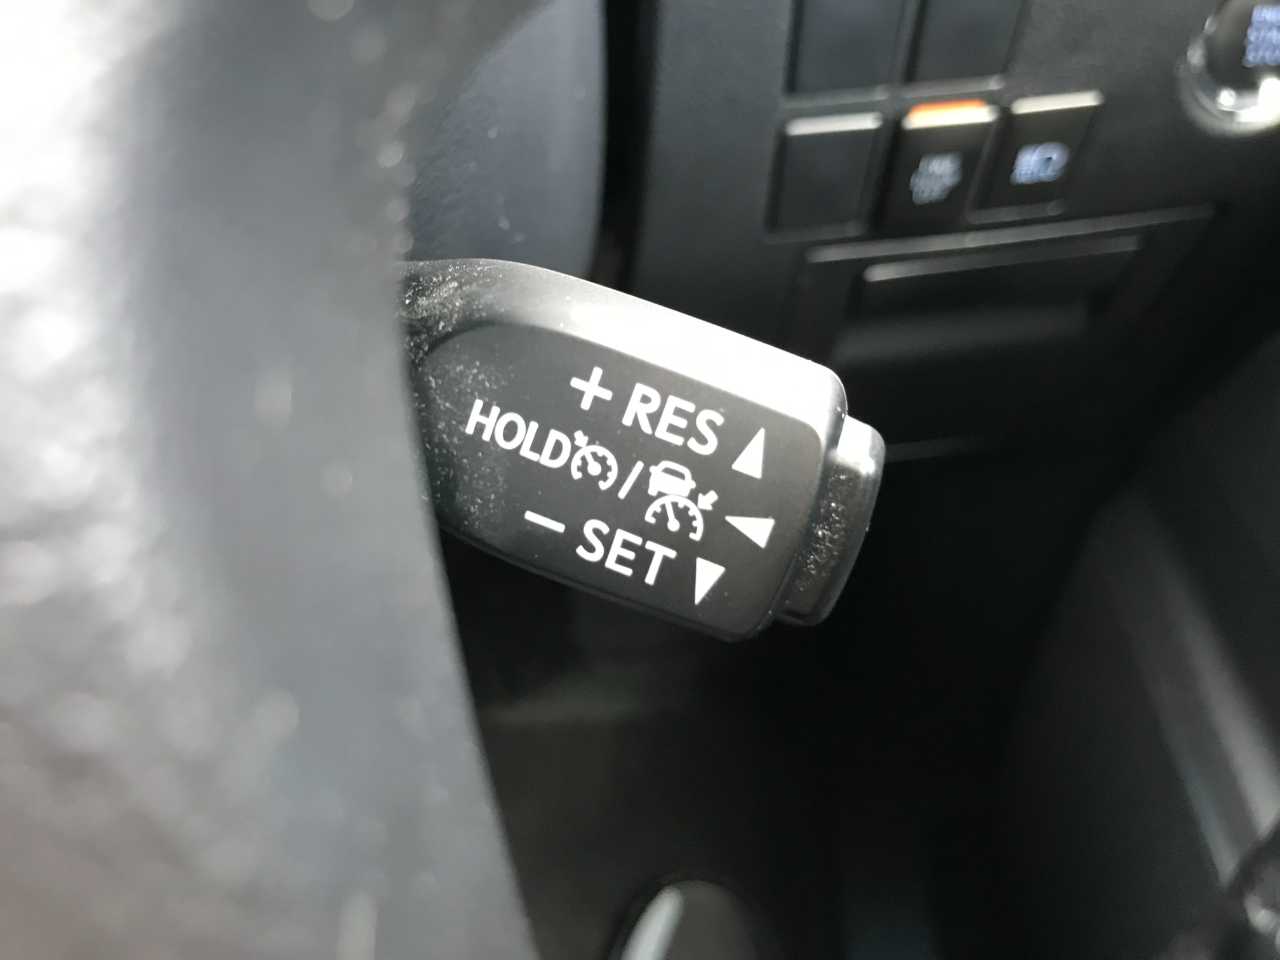 + RES
HOLD /
- SET